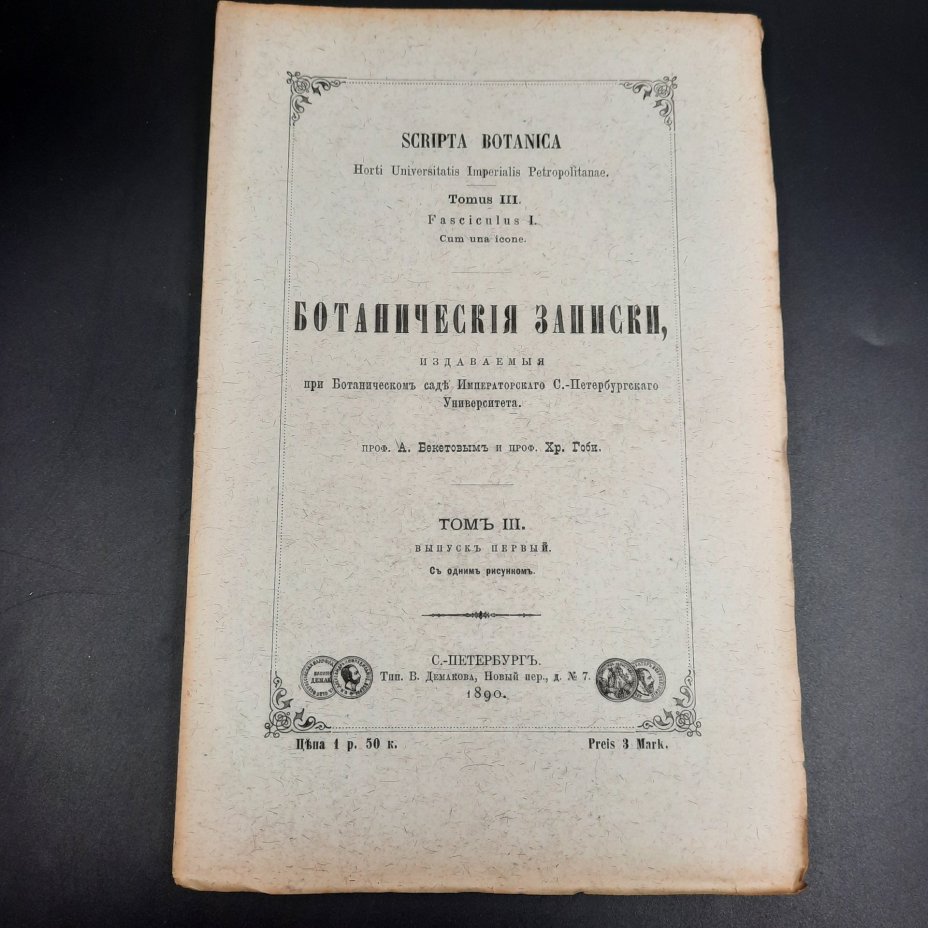 SCRIPTA BOTANICA
Horti Universitatis Imperialis Petropolitanae.
Tomus III.
Fasciculus I.
Cum una icone.
БОТАНИЧЕСКІЯ ЗАПИСКИ,
ИЗДАВАЕМЫЯ
при Ботаническомъ садѣ Императорскаго С.-Петербургскаго
Университета.
проф. А. Бекетовымъ и проф. Хр. Гоби.
ТОМЪ III.
ВЫПУСКЪ ПЕРВЫЙ.
Съ однимъ рисункомъ.
С.-ПЕТЕРБУРГЪ.
Тип. В. Демакова, Новый пер., д. № 7.
1890.
Цѣна 1 р. 50 к.
Preis 3 Mark.